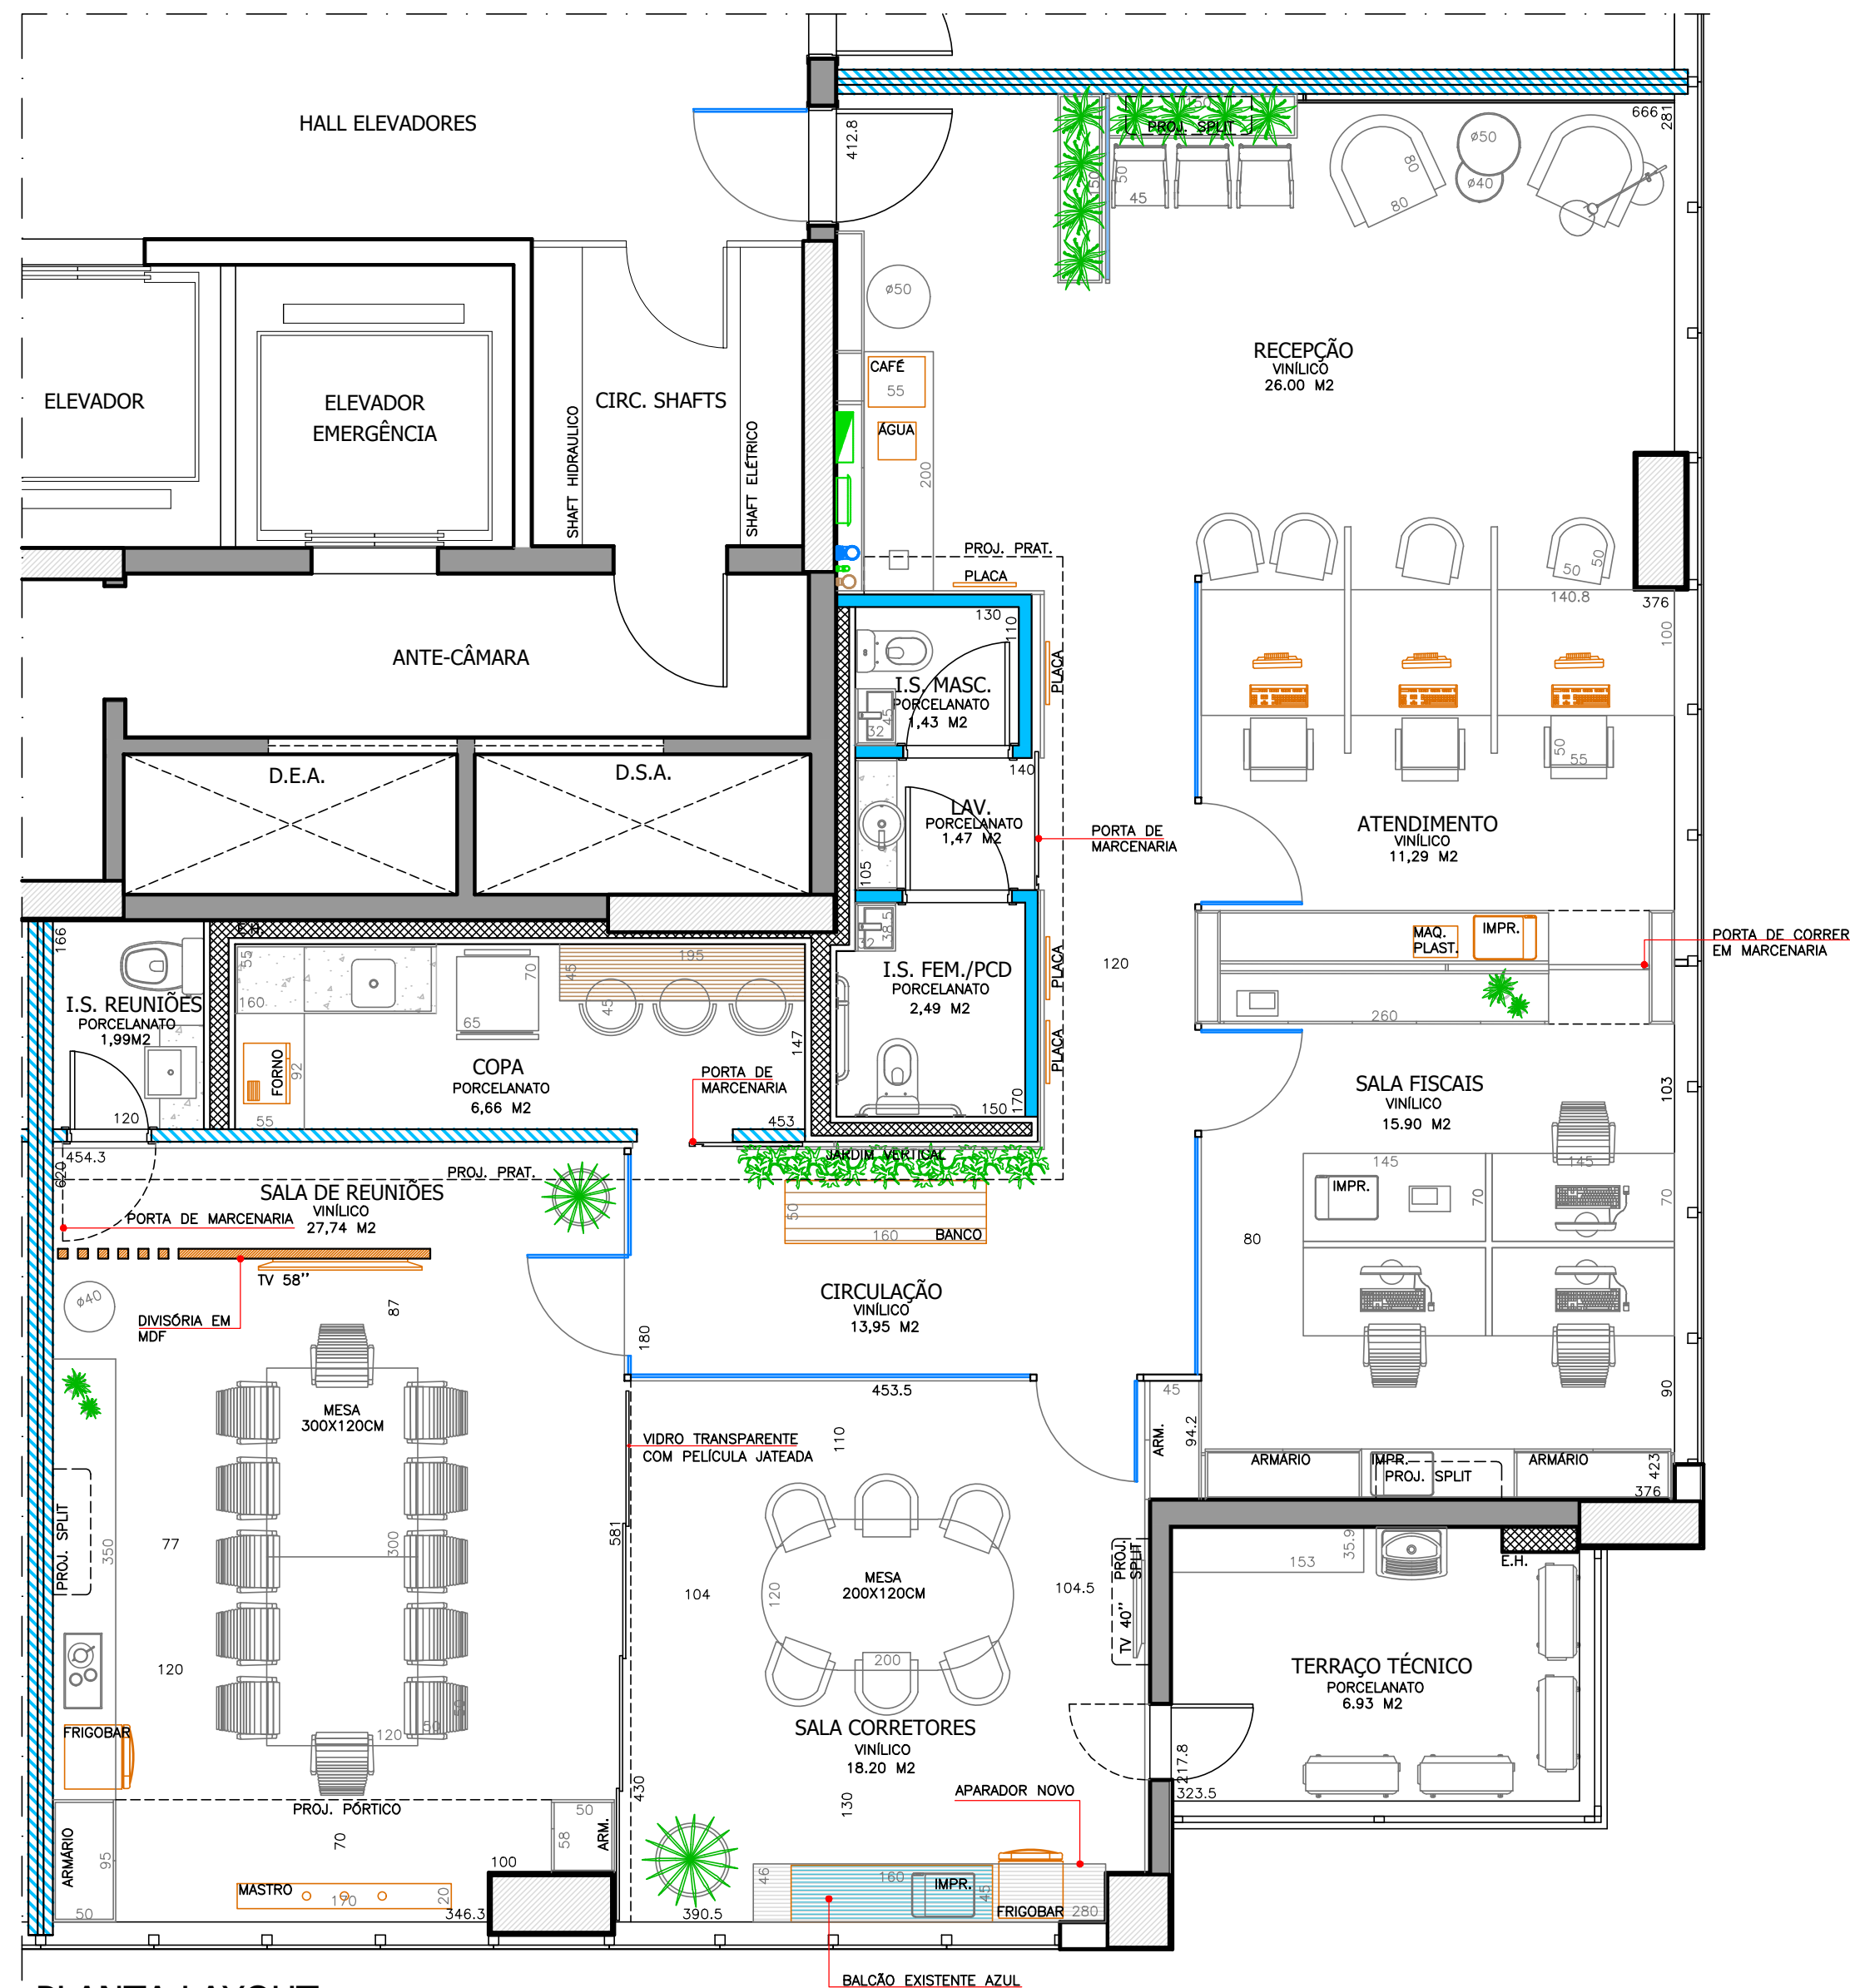 HALL ELEVADORES
412.8
150
PROJ. SPLIT
150
50
45
80
80
ø50
ø40
666
281
ø50
RECEPÇÃO
VINÍLICO
26.00 M2
CAFÉ
55
ÁGUA
200
ELEVADOR
ELEVADOR
EMERGÊNCIA
CIRC. SHAFTS
SHAFT HIDRAULICO
SHAFT ELÉTRICO
PROJ. PRAT.
PLACA
50
50
140.8
376
100
ANTE-CÂMARA
130
110
PLACA
I.S. MASC.
PORCELANATO
1,43 M2
45
32
50
55
D.E.A.
D.S.A.
140
LAV.
PORCELANATO
1,47 M2
105
PORTA DE
MARCENARIA
ATENDIMENTO
VINÍLICO
11,29 M2
E.H.
166
55
160
70
65
45
195
45
38.5
32
I.S. FEM./PCD
PORCELANATO
2,49 M2
PLACA
PLACA
120
MAQ.
PLAST.
IMPR.
PORTA DE CORRER
EM MARCENARIA
260
I.S. REUNIÕES
PORCELANATO
1,99M2
FORNO
92
55
COPA
PORCELANATO
6,66 M2
147
PORTA DE
MARCENARIA
120
453
150
170
SALA FISCAIS
VINÍLICO
15.90 M2
103
454.3
620
PROJ. PRAT.
JARDIM VERTICAL
SALA DE REUNIÕES
VINÍLICO
27,74 M2
PORTA DE MARCENARIA
50
160
BANCO
145
145
IMPR.
70
70
80
TV 58''
ø40
87
DIVISÓRIA EM
MDF
CIRCULAÇÃO
VINÍLICO
13,95 M2
180
453.5
45
ARM.
94.2
90
MESA
300X120CM
VIDRO TRANSPARENTE
COM PELÍCULA JATEADA
110
ARMÁRIO
IMPR.
PROJ. SPLIT
ARMÁRIO
423
376
PROJ. SPLIT
350
77
300
581
104
120
MESA
200X120CM
104.5
PROJ.
SPLIT
TV 40''
153
35.9
E.H.
120
200
TERRAÇO TÉCNICO
PORCELANATO
6.93 M2
FRIGOBAR
120
50
50
SALA CORRETORES
VINÍLICO
18.20 M2
217.8
323.5
430
130
APARADOR NOVO
PROJ. PÓRTICO
50
58
ARM.
ARMÁRIO
95
50
70
100
MASTRO
170
20
346.3
390.5
46
160
IMPR.
45
FRIGOBAR
280
BALCÃO EXISTENTE AZUL
PLANTA LAYOUT